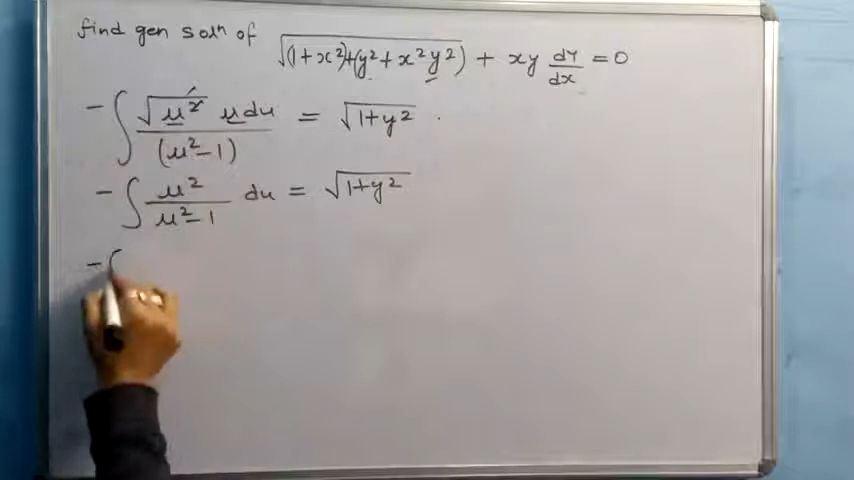 find gen solⁿ of √((1+x²)+(y²+x²y²)) + xy dy/dx = 0
- ∫ √(u²) u du / (u²-1) = √(1+y²) .
- ∫ u² / (u²-1) du = √(1+y²)
- ∫